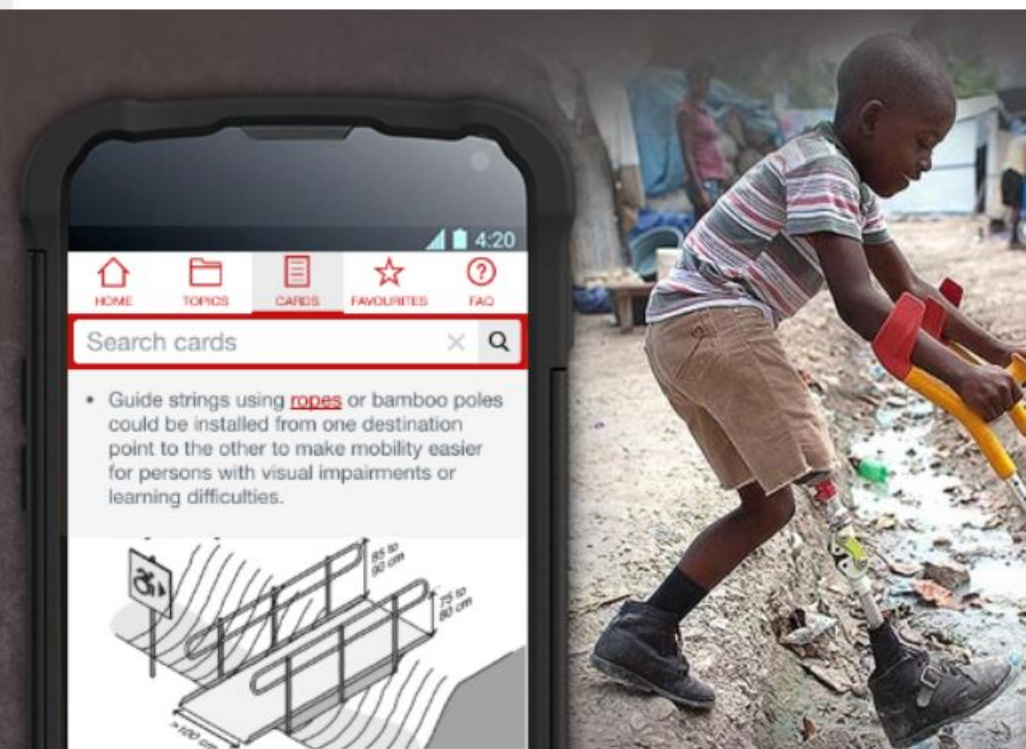 4:20
HOME TOPICS CARDS FAVOURITES FAQ
Search cards
• Guide strings using ropes or bamboo poles
could be installed from one destination
point to the other to make mobility easier
for persons with visual impairments or
learning difficulties.
85 to
90 cm
75 to
80 cm
>100 cm